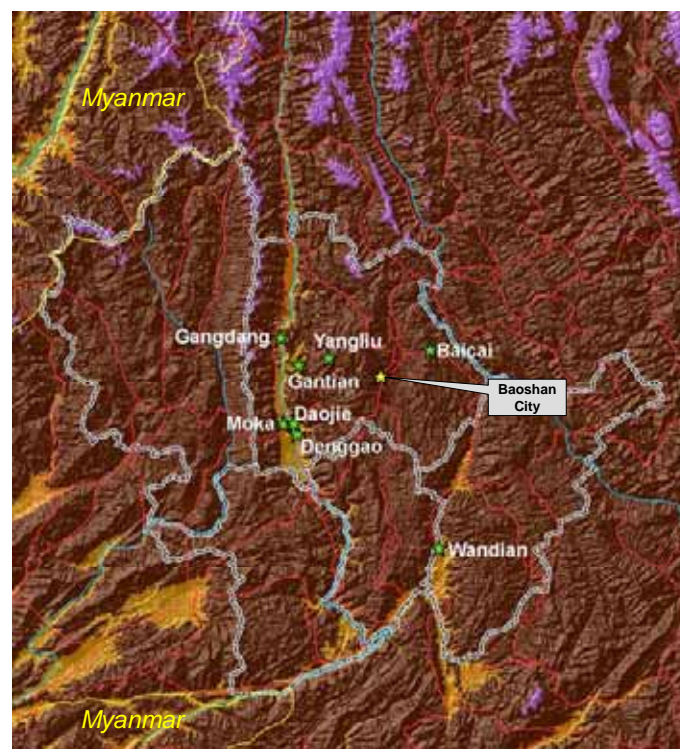 Myanmar
Gangdang
Yangliu
Baicai
Gantian
Baoshan
City
Moka
Daojie
Denggao
Wandian
Myanmar